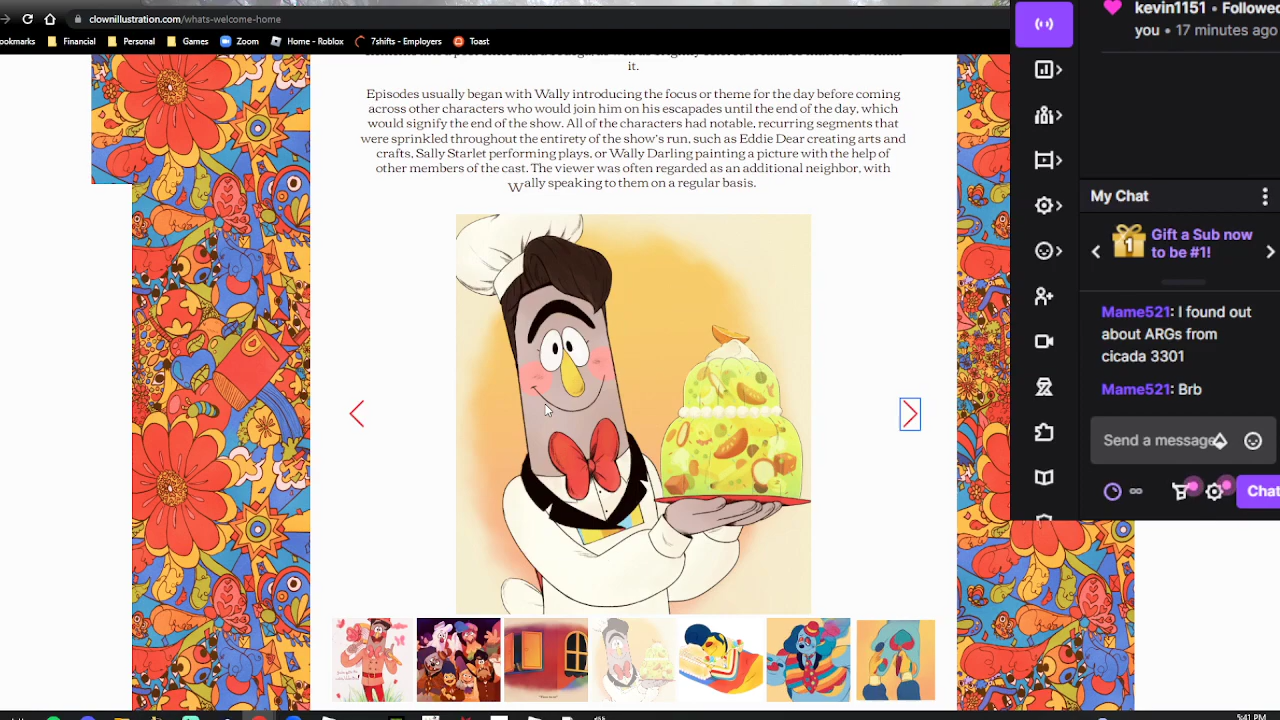 clownillustration.com/whats-welcome-home
ookmarks Financial Personal Games Zoom Home - Roblox 7shifts - Employers Toast
it.
Episodes usually began with Wally introducing the focus or theme for the day before coming
across other characters who would join him on his escapades until the end of the day, which
would signify the end of the show. All of the characters had notable, recurring segments that
were sprinkled throughout the entirety of the show's run, such as Eddie Dear creating arts and
crafts, Sally Starlet performing plays, or Wally Darling painting a picture with the help of
other members of the cast. The viewer was often regarded as an additional neighbor, with
Wally speaking to them on a regular basis.
kevin1151 • Followed
you • 17 minutes ago
My Chat
1
Gift a Sub now
to be #1!
Mame521: I found out
about ARGs from
cicada 3301
Mame521: Brb
Send a message
Chat
5:41 PM